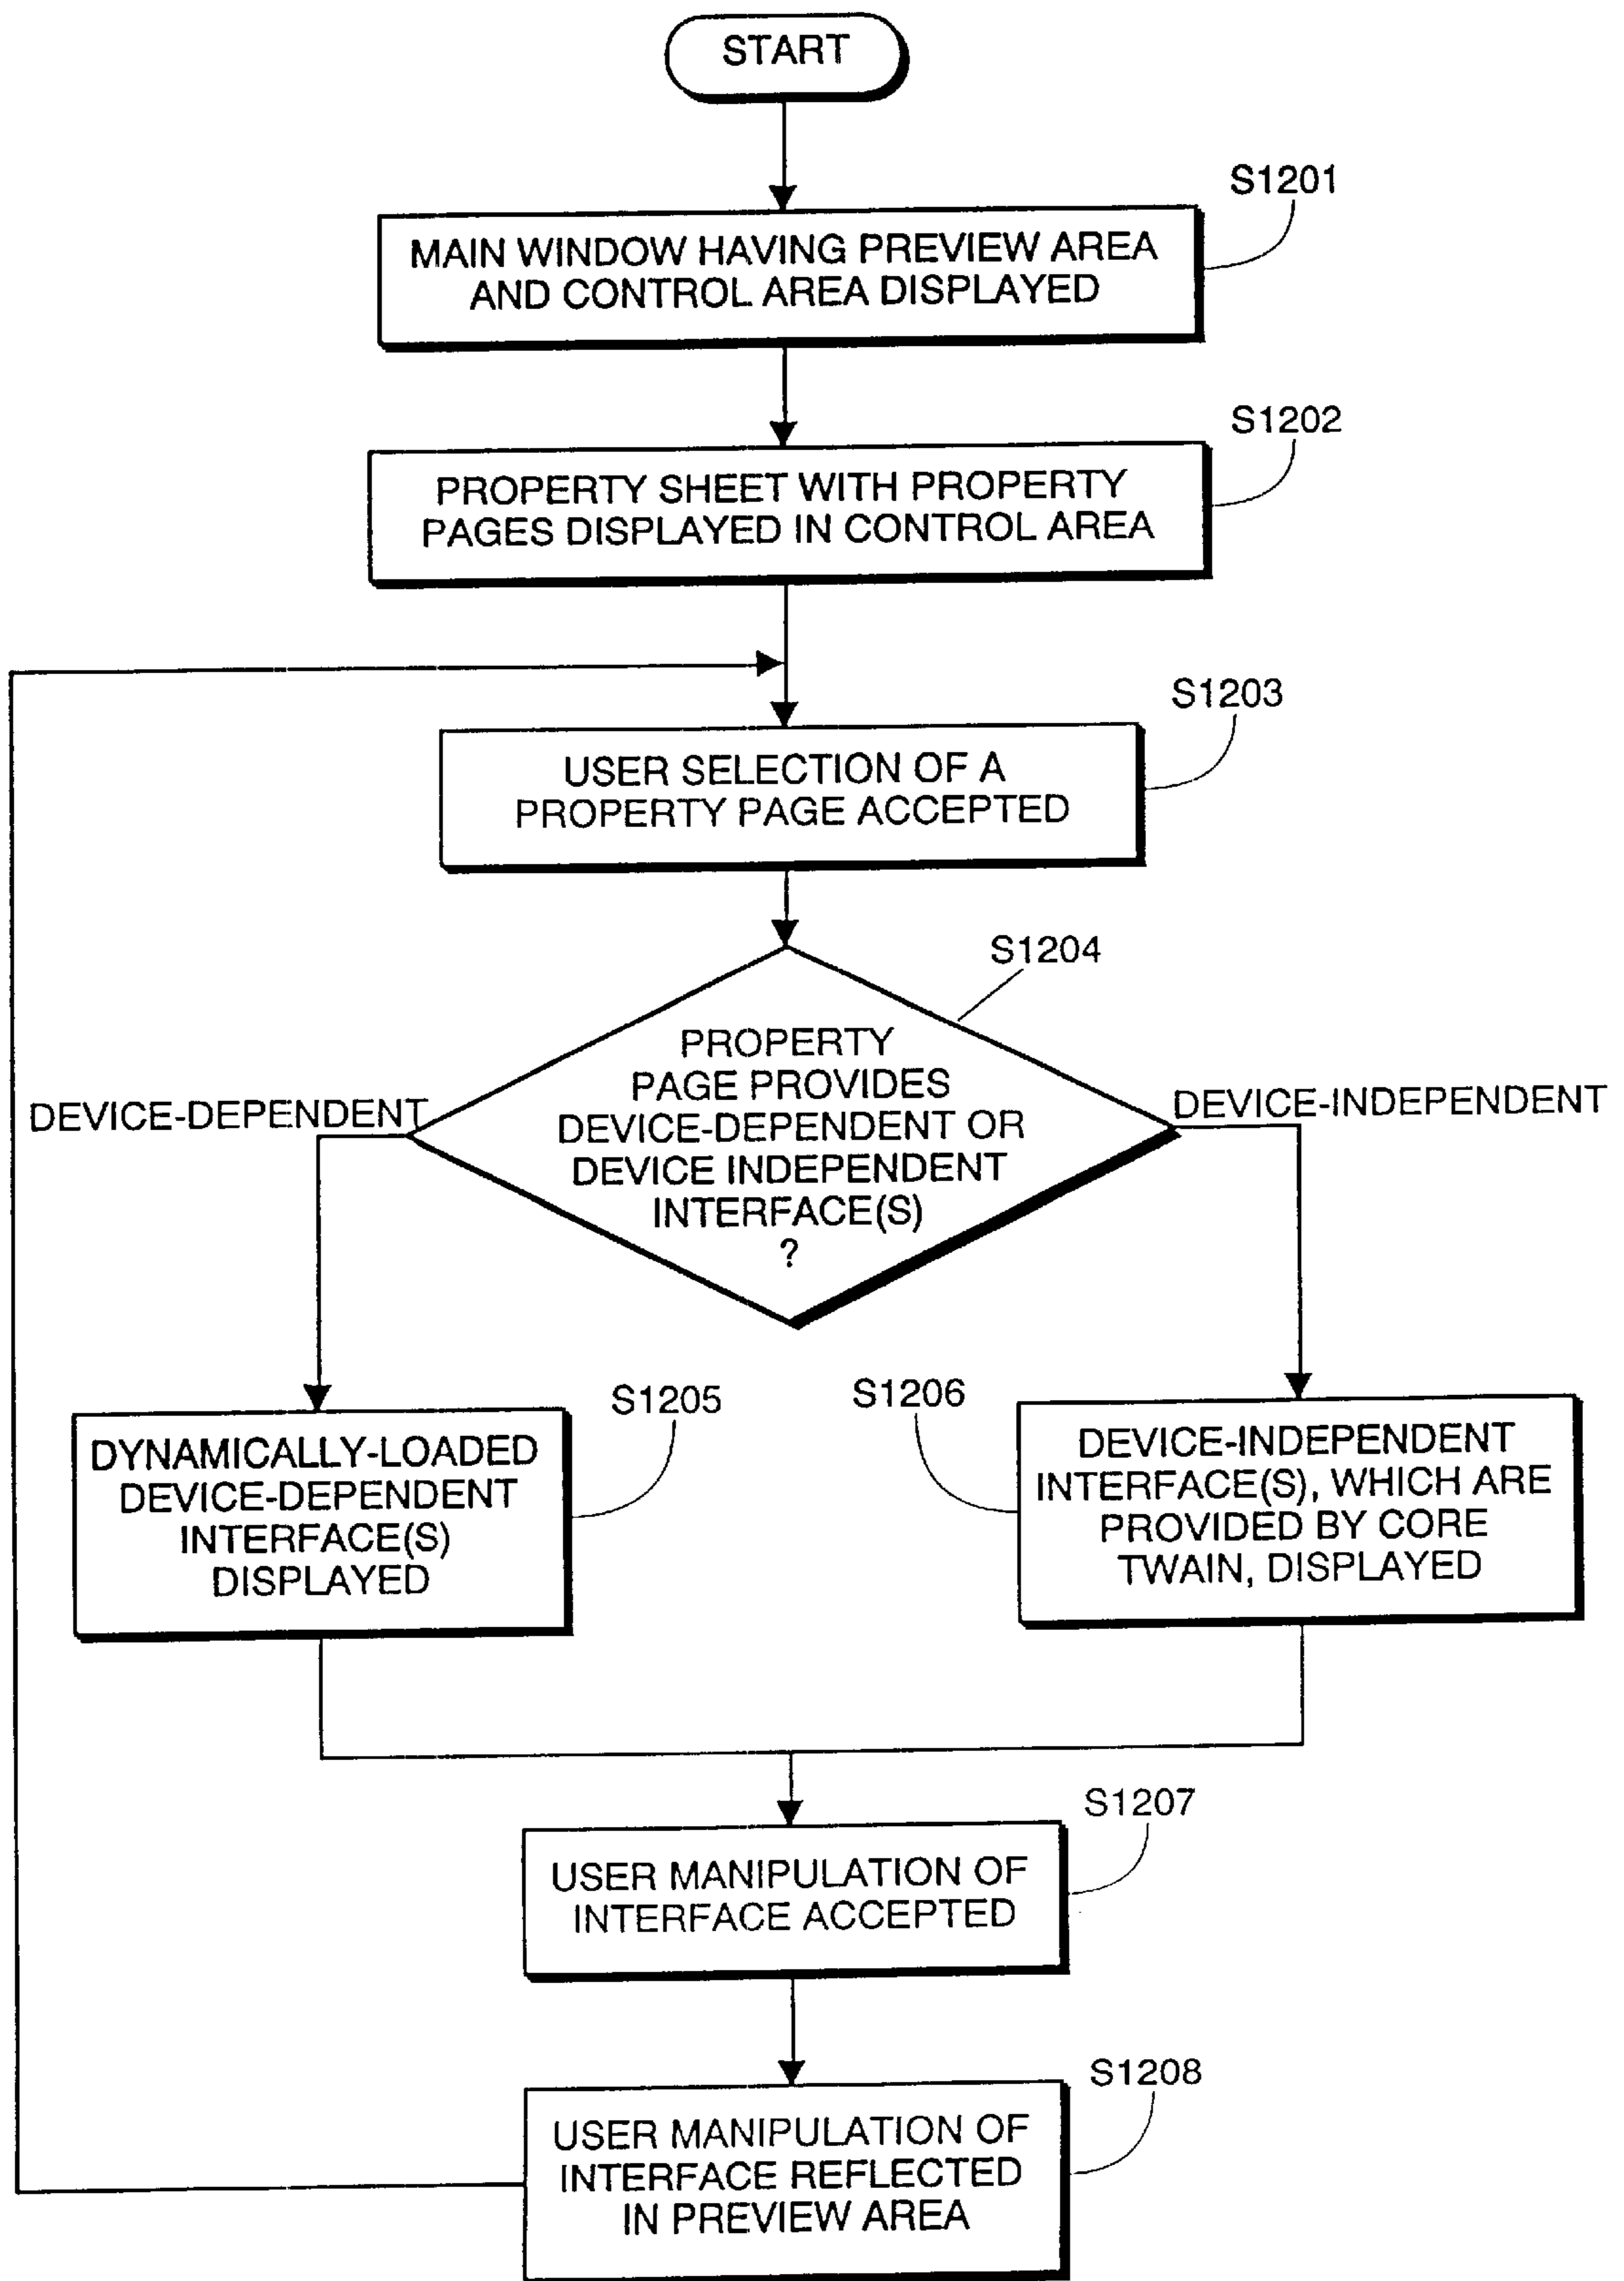 START
S1201
MAIN WINDOW HAVING PREVIEW AREA
AND CONTROL AREA DISPLAYED
S1202
PROPERTY SHEET WITH PROPERTY
PAGES DISPLAYED IN CONTROL AREA
S1203
USER SELECTION OF A
PROPERTY PAGE ACCEPTED
S1204
PROPERTY
PAGE PROVIDES
DEVICE-DEPENDENT OR
DEVICE INDEPENDENT
INTERFACE(S)
?
DEVICE-DEPENDENT
DEVICE-INDEPENDENT
S1205
DYNAMICALLY-LOADED
DEVICE-DEPENDENT
INTERFACE(S)
DISPLAYED
S1206
DEVICE-INDEPENDENT
INTERFACE(S), WHICH ARE
PROVIDED BY CORE
TWAIN, DISPLAYED
S1207
USER MANIPULATION OF
INTERFACE ACCEPTED
S1208
USER MANIPULATION OF
INTERFACE REFLECTED
IN PREVIEW AREA